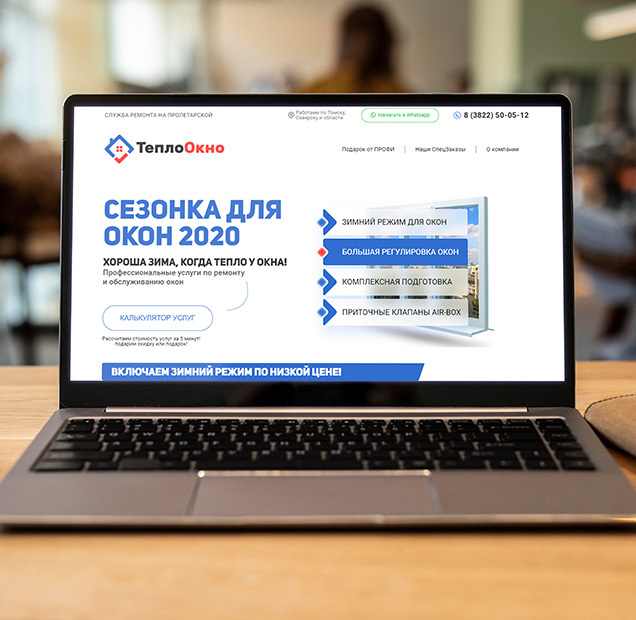 СЛУЖБА РЕМОНТА НА ПРОЛЕТАРСКОЙ
Работаем по Томску,
Северску и области
Написать в Whatsapp
8 (3822) 50-05-12
ТеплоОкно
Подарок от ПРОФИ
Наши СпецЗаказы
О компании
СЕЗОНКА ДЛЯ
ОКОН 2020
ХОРОША ЗИМА, КОГДА ТЕПЛО У ОКНА!
Профессиональные услуги по ремонту
и обслуживанию окон
КАЛЬКУЛЯТОР УСЛУГ
Рассчитаем стоимость услуг за 5 минут!
подарим скидку или подарок!
ЗИМНИЙ РЕЖИМ ДЛЯ ОКОН
БОЛЬШАЯ РЕГУЛИРОВКА ОКОН
КОМПЛЕКСНАЯ ПОДГОТОВКА
ПРИТОЧНЫЕ КЛАПАНЫ AIR-BOX
ВКЛЮЧАЕМ ЗИМНИЙ РЕЖИМ ПО НИЗКОЙ ЦЕНЕ!